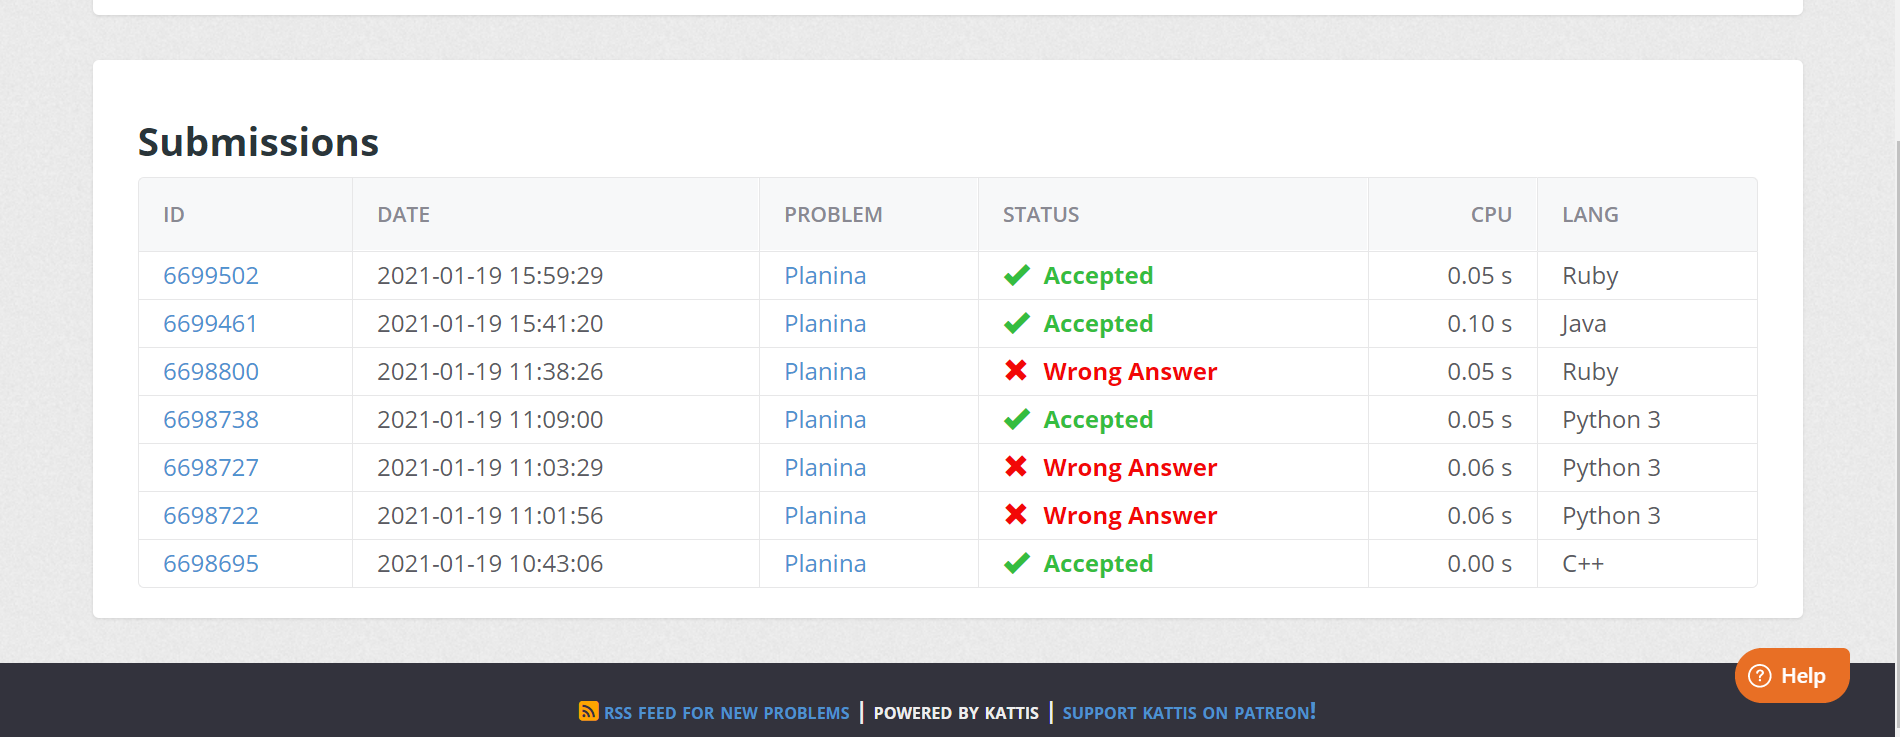 Submissions
ID DATE PROBLEM STATUS CPU LANG
6699502 2021-01-19 15:59:29 Planina Accepted 0.05 s Ruby
6699461 2021-01-19 15:41:20 Planina Accepted 0.10 s Java
6698800 2021-01-19 11:38:26 Planina Wrong Answer 0.05 s Ruby
6698738 2021-01-19 11:09:00 Planina Accepted 0.05 s Python 3
6698727 2021-01-19 11:03:29 Planina Wrong Answer 0.06 s Python 3
6698722 2021-01-19 11:01:56 Planina Wrong Answer 0.06 s Python 3
6698695 2021-01-19 10:43:06 Planina Accepted 0.00 s C++
? Help
RSS FEED FOR NEW PROBLEMS | POWERED BY KATTIS | SUPPORT KATTIS ON PATREON!